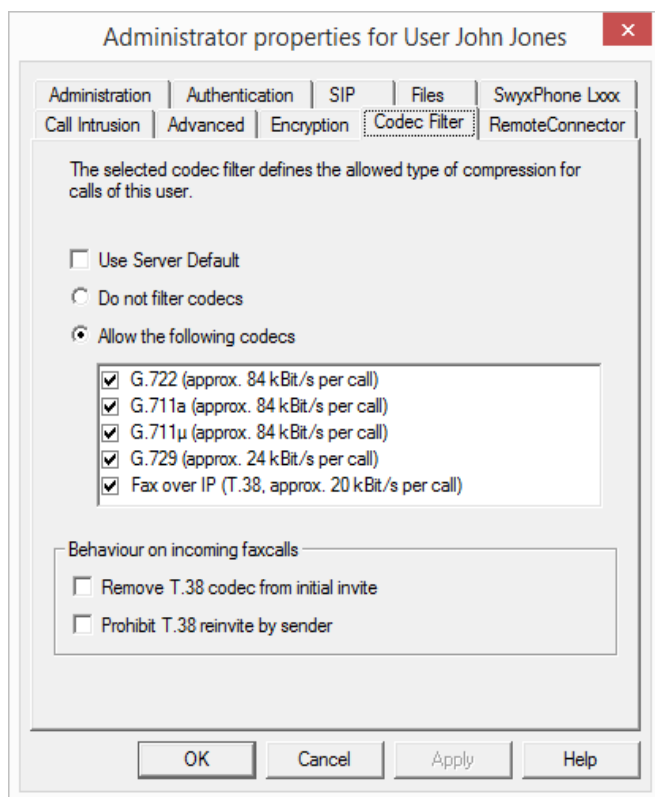 Administrator properties for User John Jones
Administration Authentication SIP Files SwyxPhone Lxxx
Call Intrusion Advanced Encryption Codec Filter RemoteConnector
The selected codec filter defines the allowed type of compression for
calls of this user.
Use Server Default
Do not filter codecs
Allow the following codecs
G.722 (approx. 84 kBit/s per call)
G.711a (approx. 84 kBit/s per call)
G.711µ (approx. 84 kBit/s per call)
G.729 (approx. 24 kBit/s per call)
Fax over IP (T.38, approx. 20 kBit/s per call)
Behaviour on incoming faxcalls
Remove T.38 codec from initial invite
Prohibit T.38 reinvite by sender
OK Cancel Apply Help